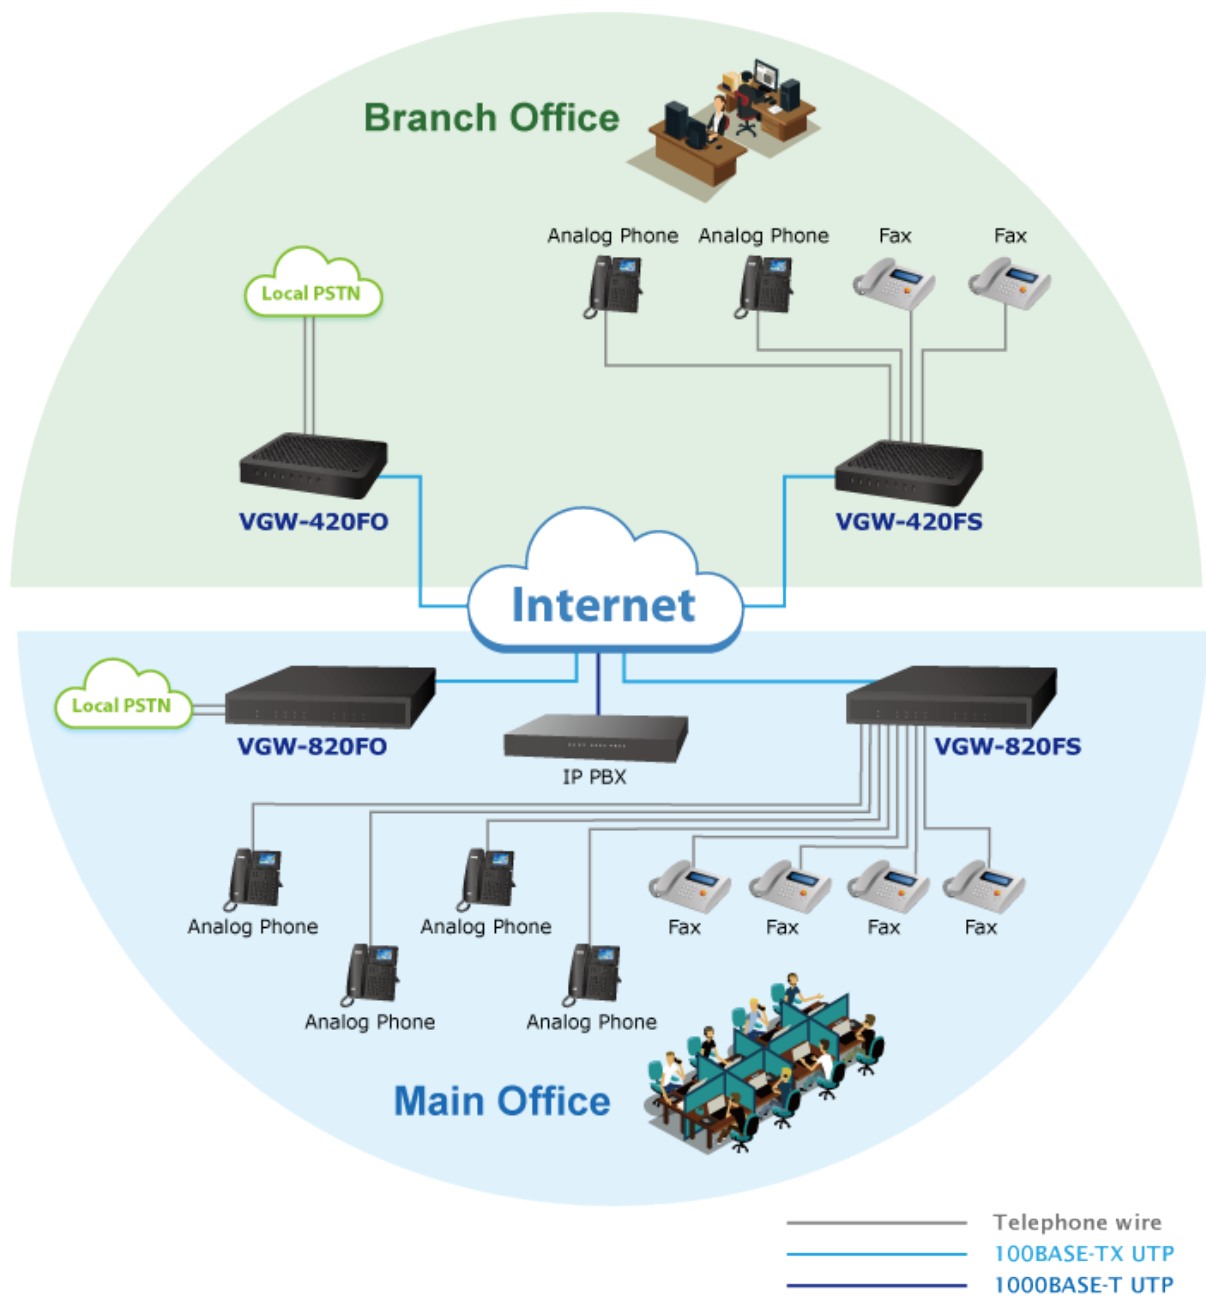 Branch Office
Analog Phone
Analog Phone
Fax
Fax
Local PSTN
VGW-420FO
VGW-420FS
Internet
Local PSTN
VGW-820FO
IP PBX
VGW-820FS
Analog Phone
Analog Phone
Fax
Fax
Fax
Fax
Analog Phone
Analog Phone
Main Office
Telephone wire
100BASE-TX UTP
1000BASE-T UTP